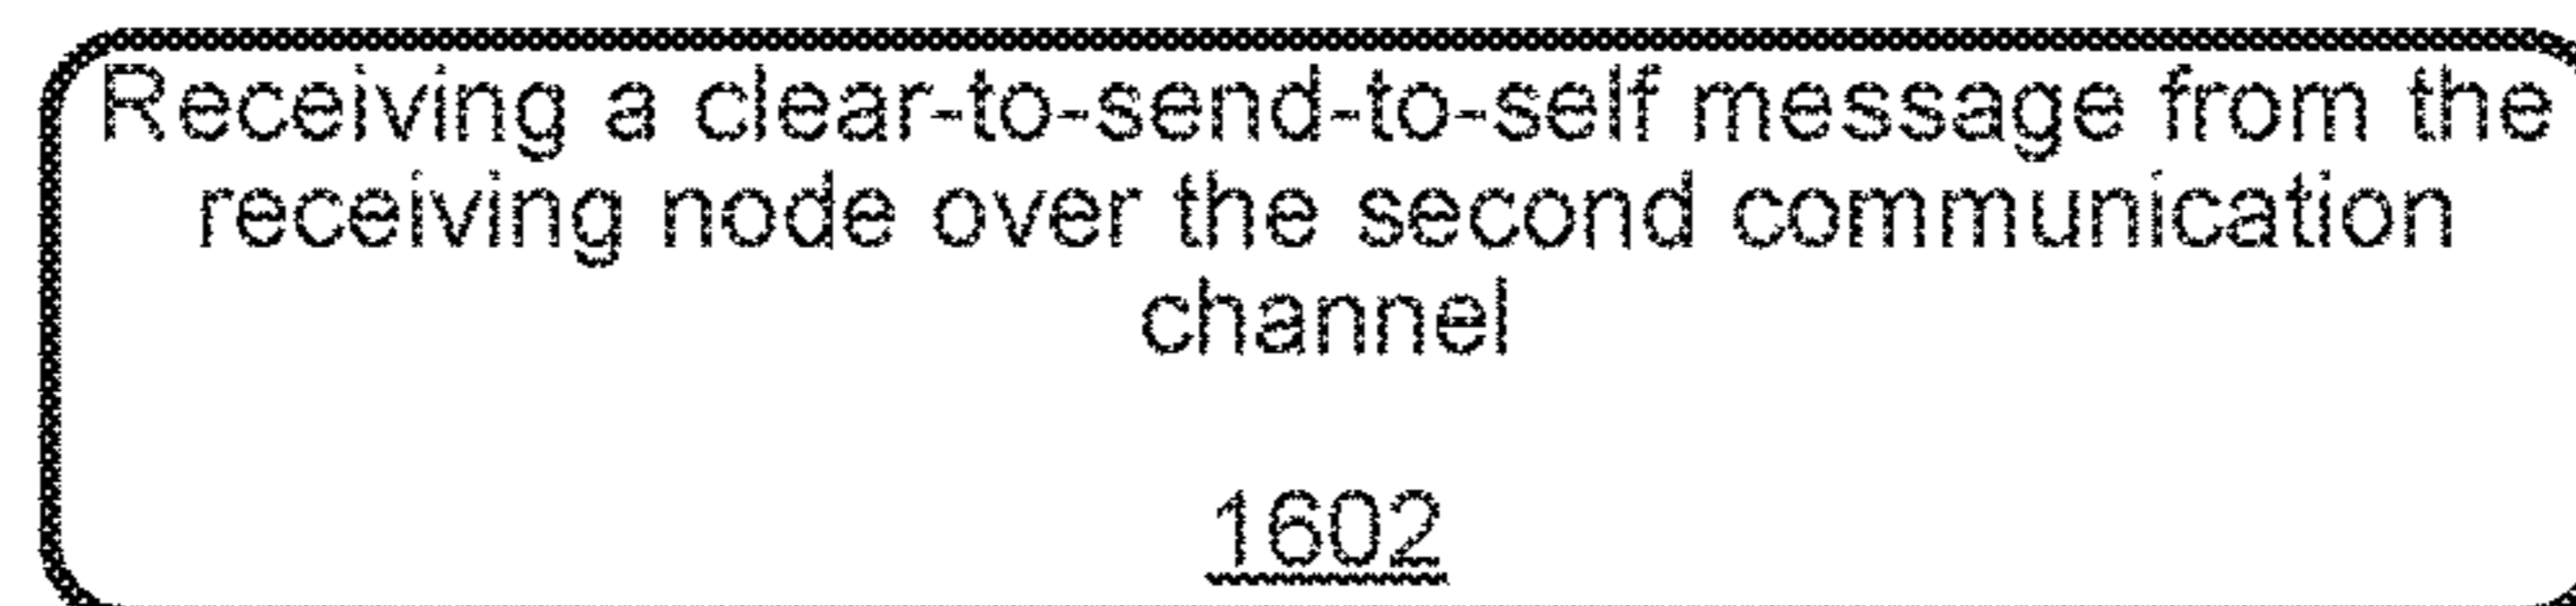 Receiving a clear-to-send-to-self message from the
receiving node over the second communication
channel
1602